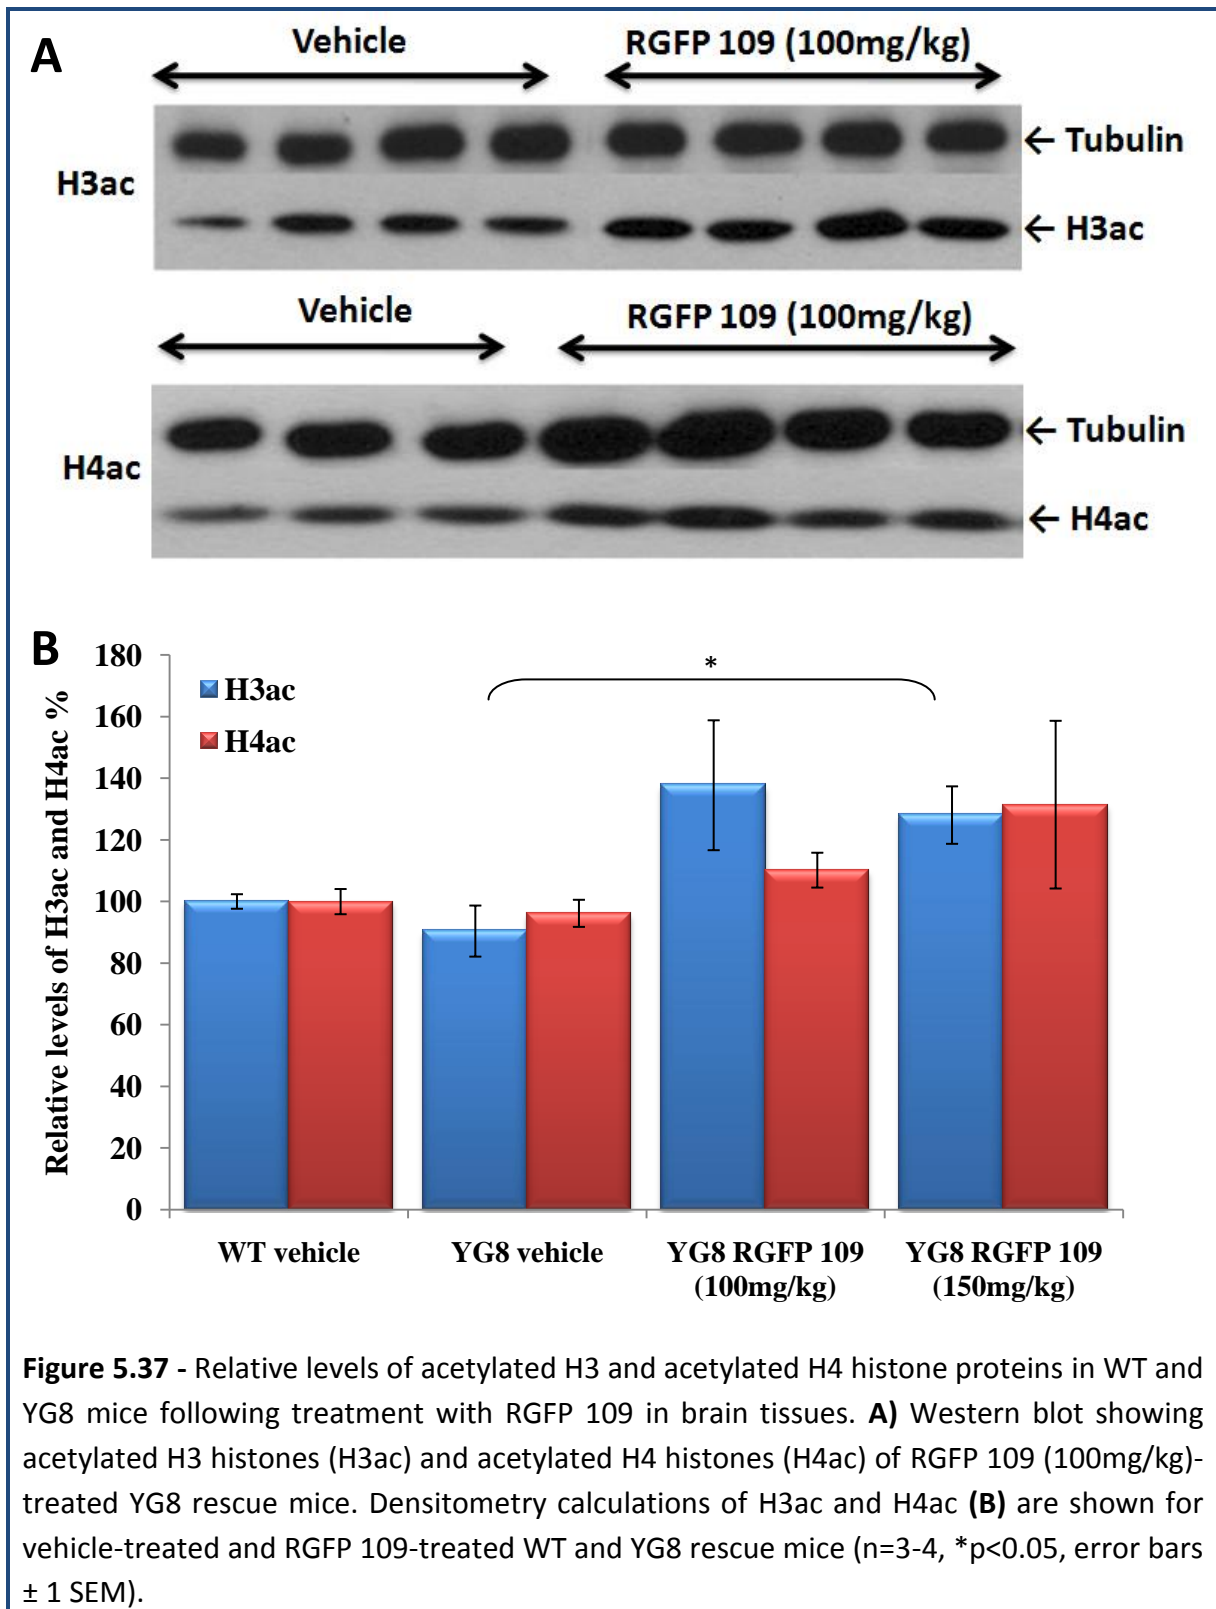 A
Vehicle
RGFP 109 (100mg/kg)
H3ac
← Tubulin
← H3ac
Vehicle
RGFP 109 (100mg/kg)
H4ac
← Tubulin
← H4ac
B
Relative levels of H3ac and H4ac %
180
160
140
120
100
80
60
40
20
0
H3ac
H4ac
*
WT vehicle
YG8 vehicle
YG8 RGFP 109
(100mg/kg)
YG8 RGFP 109
(150mg/kg)
Figure 5.37 - Relative levels of acetylated H3 and acetylated H4 histone proteins in WT and
YG8 mice following treatment with RGFP 109 in brain tissues. A) Western blot showing
acetylated H3 histones (H3ac) and acetylated H4 histones (H4ac) of RGFP 109 (100mg/kg)-
treated YG8 rescue mice. Densitometry calculations of H3ac and H4ac (B) are shown for
vehicle-treated and RGFP 109-treated WT and YG8 rescue mice (n=3-4, *p<0.05, error bars
± 1 SEM).